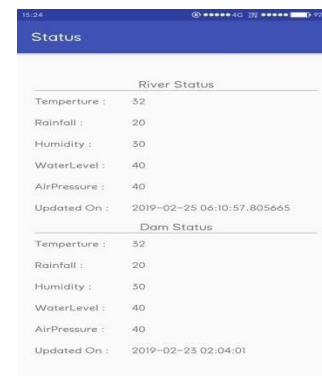 15:24 4G 92
Status
River Status
Temperture : 32
Rainfall : 20
Humidity : 30
WaterLevel : 40
AirPressure : 40
Updated On : 2019-02-25 06:10:57.805665
Dam Status
Temperture : 32
Rainfall : 20
Humidity : 30
WaterLevel : 40
AirPressure : 40
Updated On : 2019-02-23 02:04:01